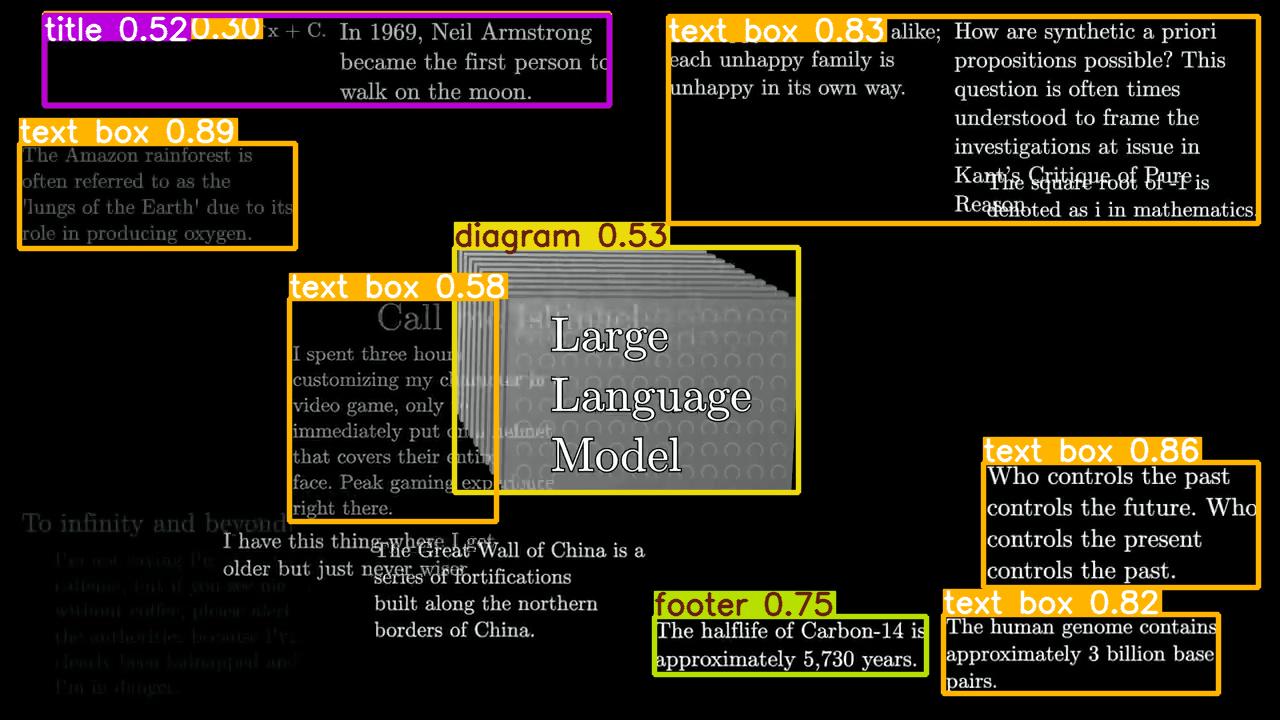 title 0.52
0.30
x + C.
In 1969, Neil Armstrong
became the first person to
walk on the moon.
text box 0.83
alike;
each unhappy family is
unhappy in its own way.
How are synthetic a priori
propositions possible? This
question is often times
understood to frame the
investigations at issue in
Kant's Critique of Pure
Reason
The square root of -1 is
denoted as i in mathematics.
text box 0.89
The Amazon rainforest is
often referred to as the
'lungs of the Earth' due to its
role in producing oxygen.
diagram 0.53
Large
Language
Model
text box 0.58
Call
I spent three hours
customizing my character in
video game, only
immediately put on a helmet
that covers their entire
face. Peak gaming experience
right there.
text box 0.86
Who controls the past
controls the future. Who
controls the present
controls the past.
To infinity and beyond
I'm not saying I'm
caffeine, but if you see me
without coffee, please alert
the authorities because I've
clearly been kidnapped and
I'm in danger.
I have this thing where I get
older but just never wiser
The Great Wall of China is a
series of fortifications
built along the northern
borders of China.
footer 0.75
The halflife of Carbon-14 is
approximately 5,730 years.
text box 0.82
The human genome contains
approximately 3 billion base
pairs.